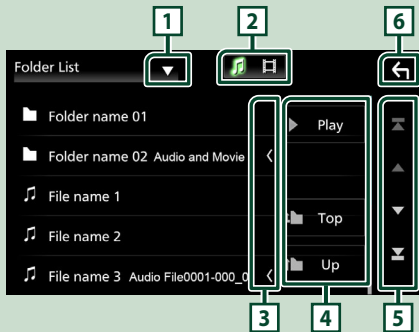 1 2 6
Folder List
Folder name 01
Play
Folder name 02 Audio and Movie
File name 1
File name 2
Top
File name 3 Audio File0001-000_0
Up
3 4 5